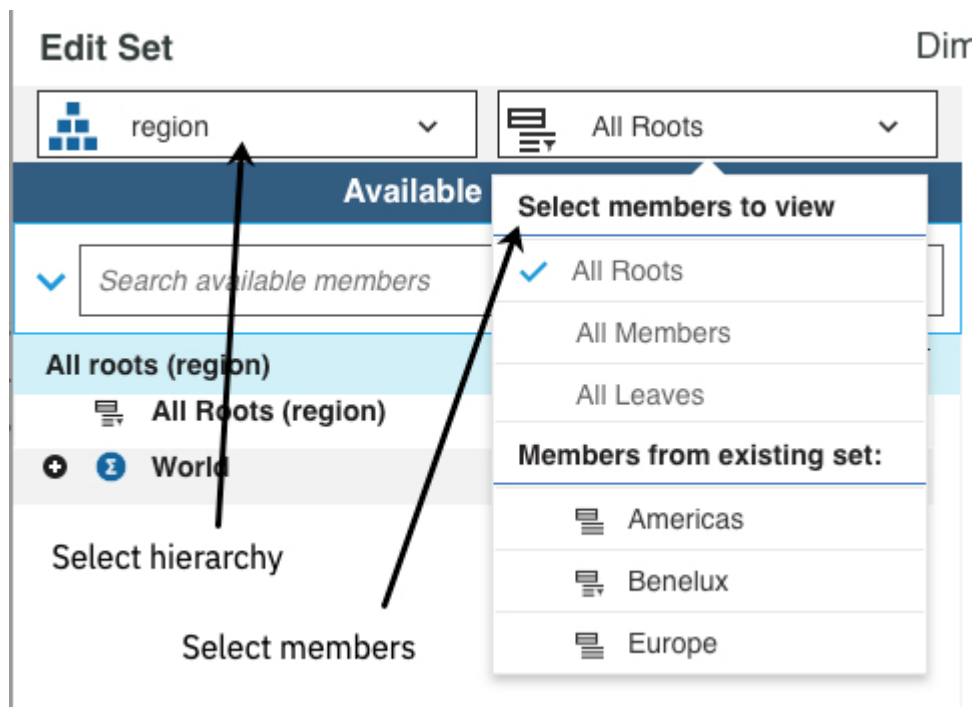 Edit Set
Dim
region
All Roots
Available
Select members to view
Search available members
All Roots
All Members
All roots (region)
All Leaves
All Roots (region)
Members from existing set:
World
Americas
Select hierarchy
Benelux
Select members
Europe